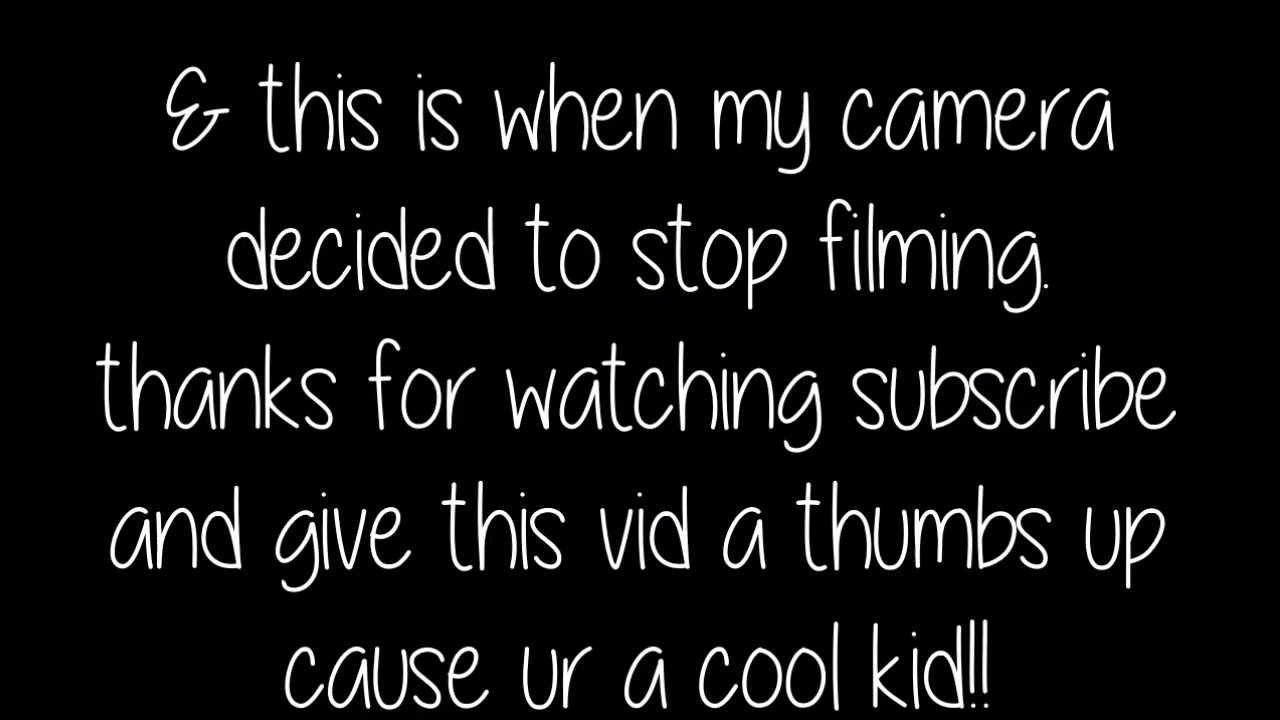 & this is when my camera
decided to stop filming.
thanks for watching subscribe
and give this vid a thumbs up
cause ur a cool kid!!